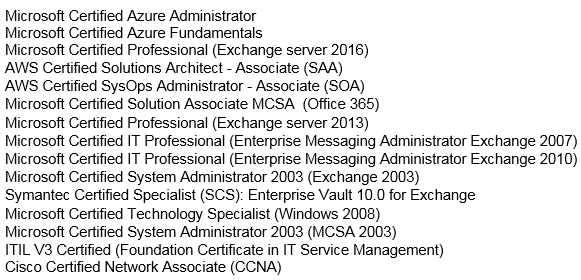 Microsoft Certified Azure Administrator
Microsoft Certified Azure Fundamentals
Microsoft Certified Professional (Exchange server 2016)
AWS Certified Solutions Architect - Associate (SAA)
AWS Certified SysOps Administrator - Associate (SOA)
Microsoft Certified Solution Associate MCSA (Office 365)
Microsoft Certified Professional (Exchange server 2013)
Microsoft Certified IT Professional (Enterprise Messaging Administrator Exchange 2007)
Microsoft Certified IT Professional (Enterprise Messaging Administrator Exchange 2010)
Microsoft Certified System Administrator 2003 (Exchange 2003)
Symantec Certified Specialist (SCS): Enterprise Vault 10.0 for Exchange
Microsoft Certified Technology Specialist (Windows 2008)
Microsoft Certified System Administrator 2003 (MCSA 2003)
ITIL V3 Certified (Foundation Certificate in IT Service Management)
Cisco Certified Network Associate (CCNA)